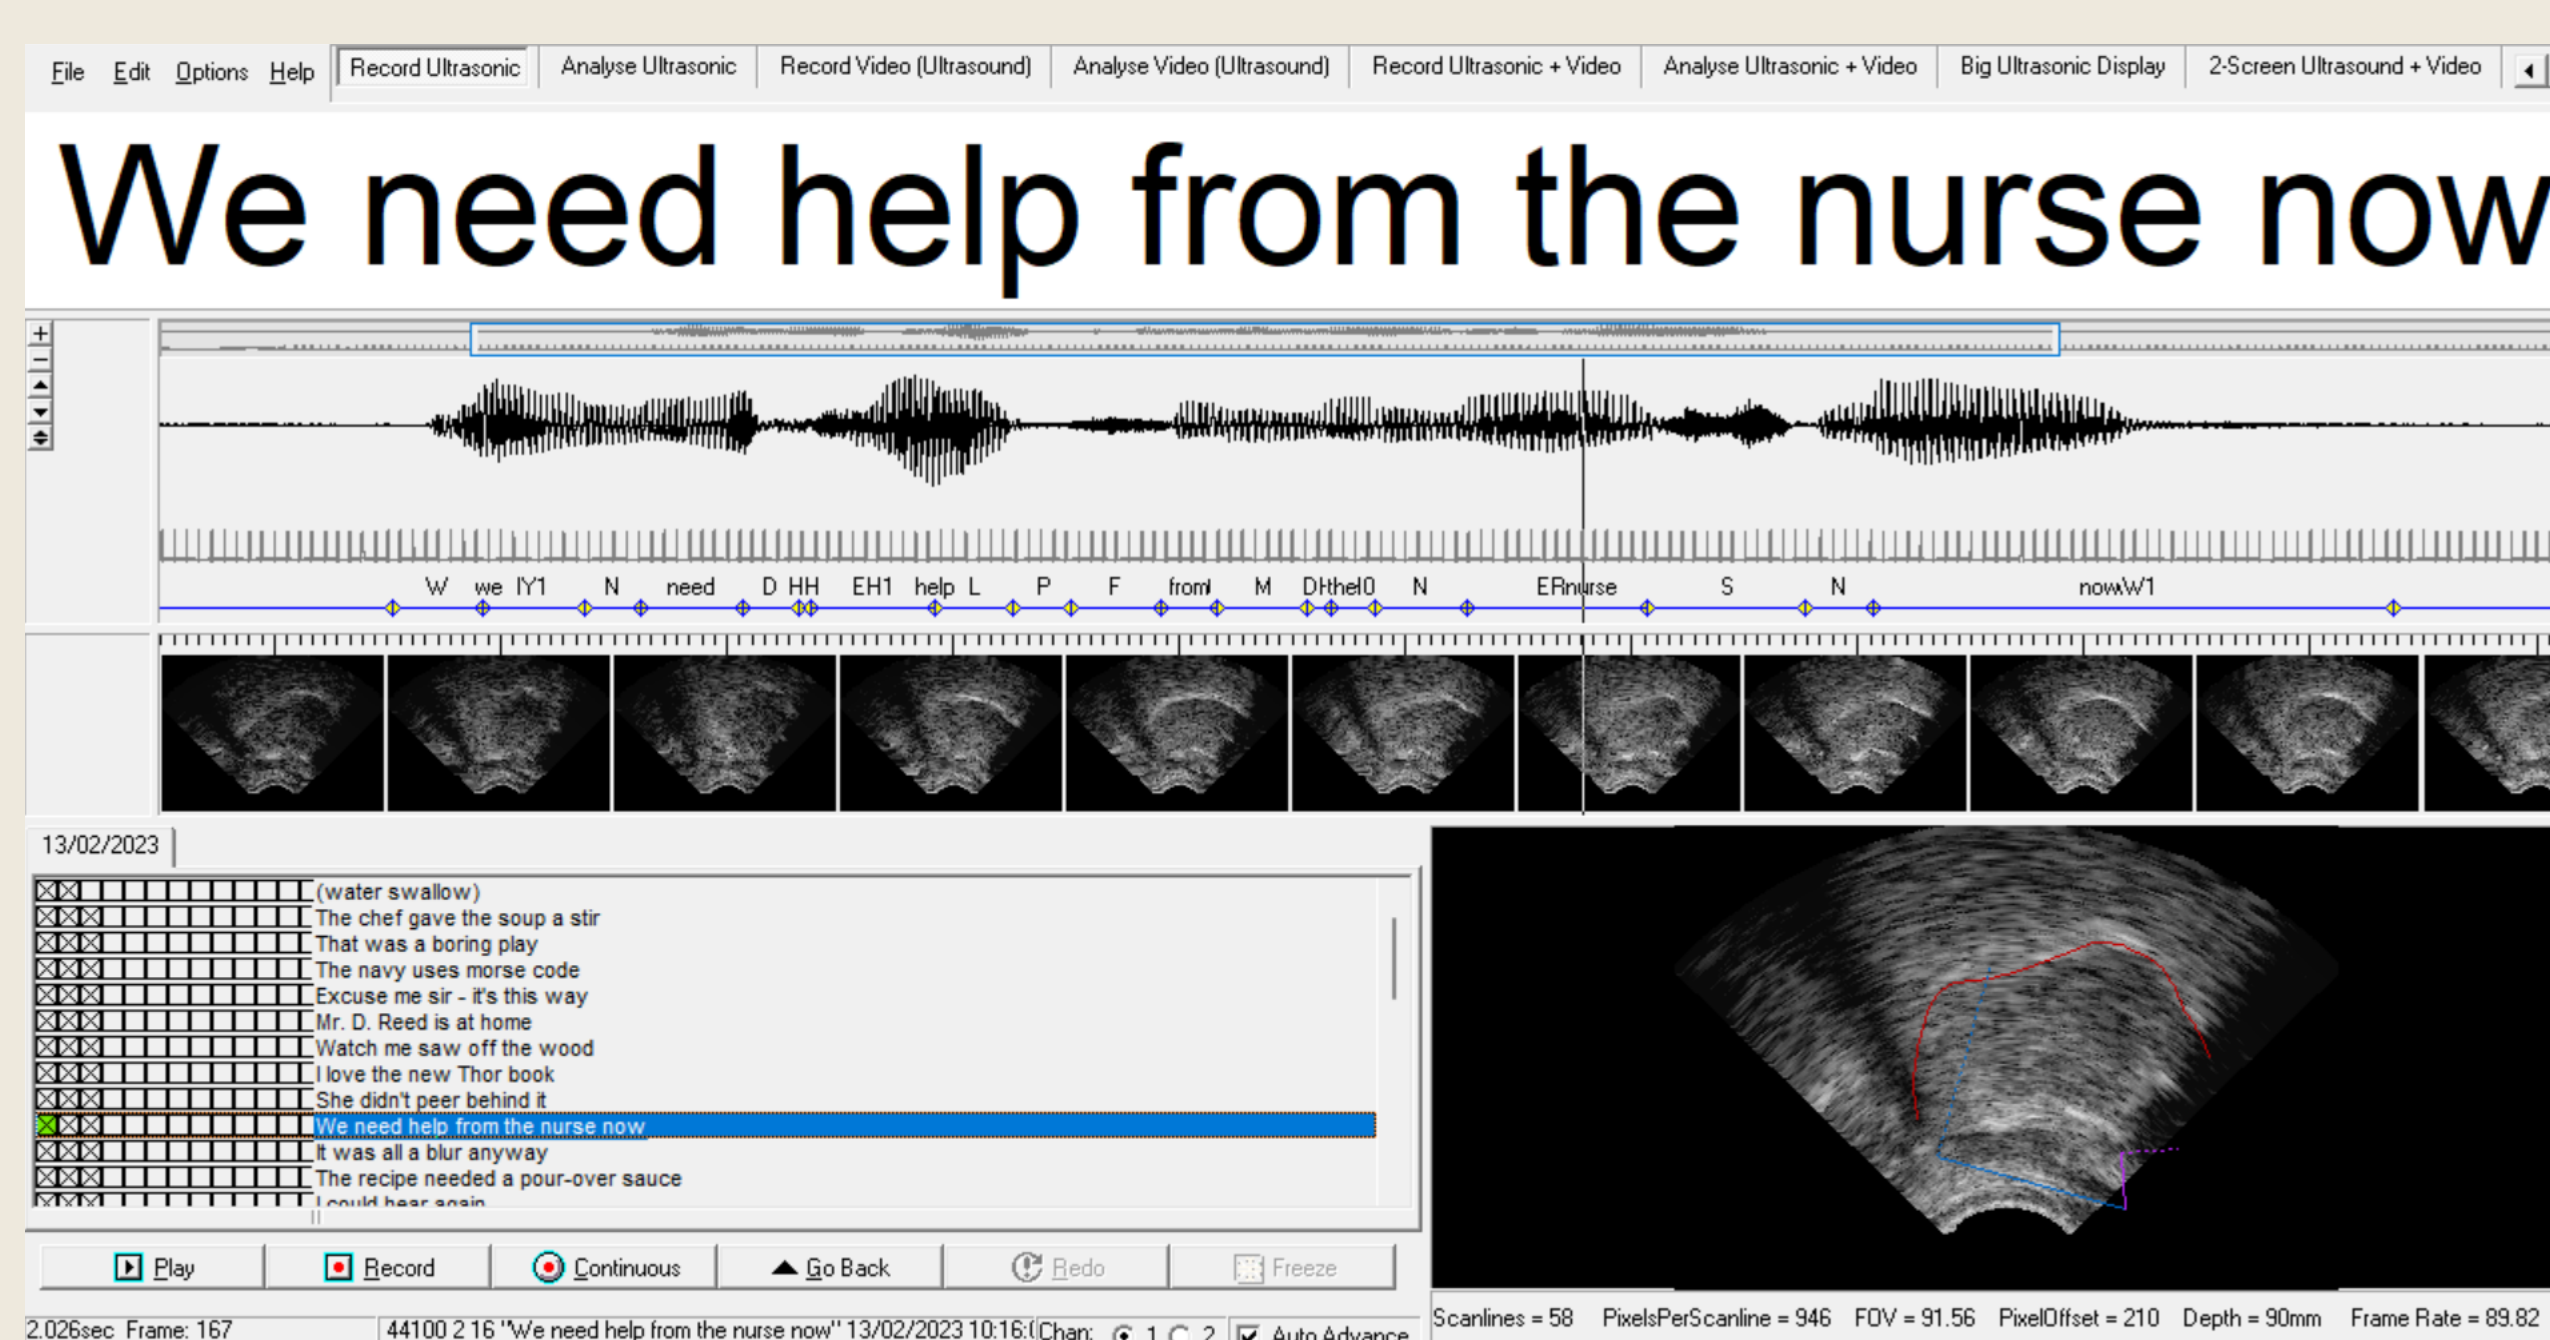 File Edit Options Help Record Ultrasonic Analyse Ultrasonic Record Video (Ultrasound) Analyse Video (Ultrasound) Record Ultrasonic + Video Analyse Ultrasonic + Video Big Ultrasonic Display 2-Screen Ultrasound + Video
We need help from the nurse now
W we IY1 N need D HH EH1 help L P F from M DH the N ER nurse S N now W1
13/02/2023
(water swallow)
The chef gave the soup a stir
That was a boring play
The navy uses morse code
Excuse me sir - it's this way
Mr. D. Reed is at home
Watch me saw off the wood
I love the new Thor book
She didn't peer behind it
We need help from the nurse now
It was all a blur anyway
The recipe needed a pour-over sauce
I could hear again
Play Record Continuous Go Back Redo Freeze
2.026sec Frame: 167 44100 2 16 "We need help from the nurse now" 13/02/2023 10:16:0 Chan: 1 2 Auto Advance
Scanlines = 58 PixelsPerScanline = 946 FOV = 91.56 PixelOffset = 210 Depth = 90mm Frame Rate = 89.82